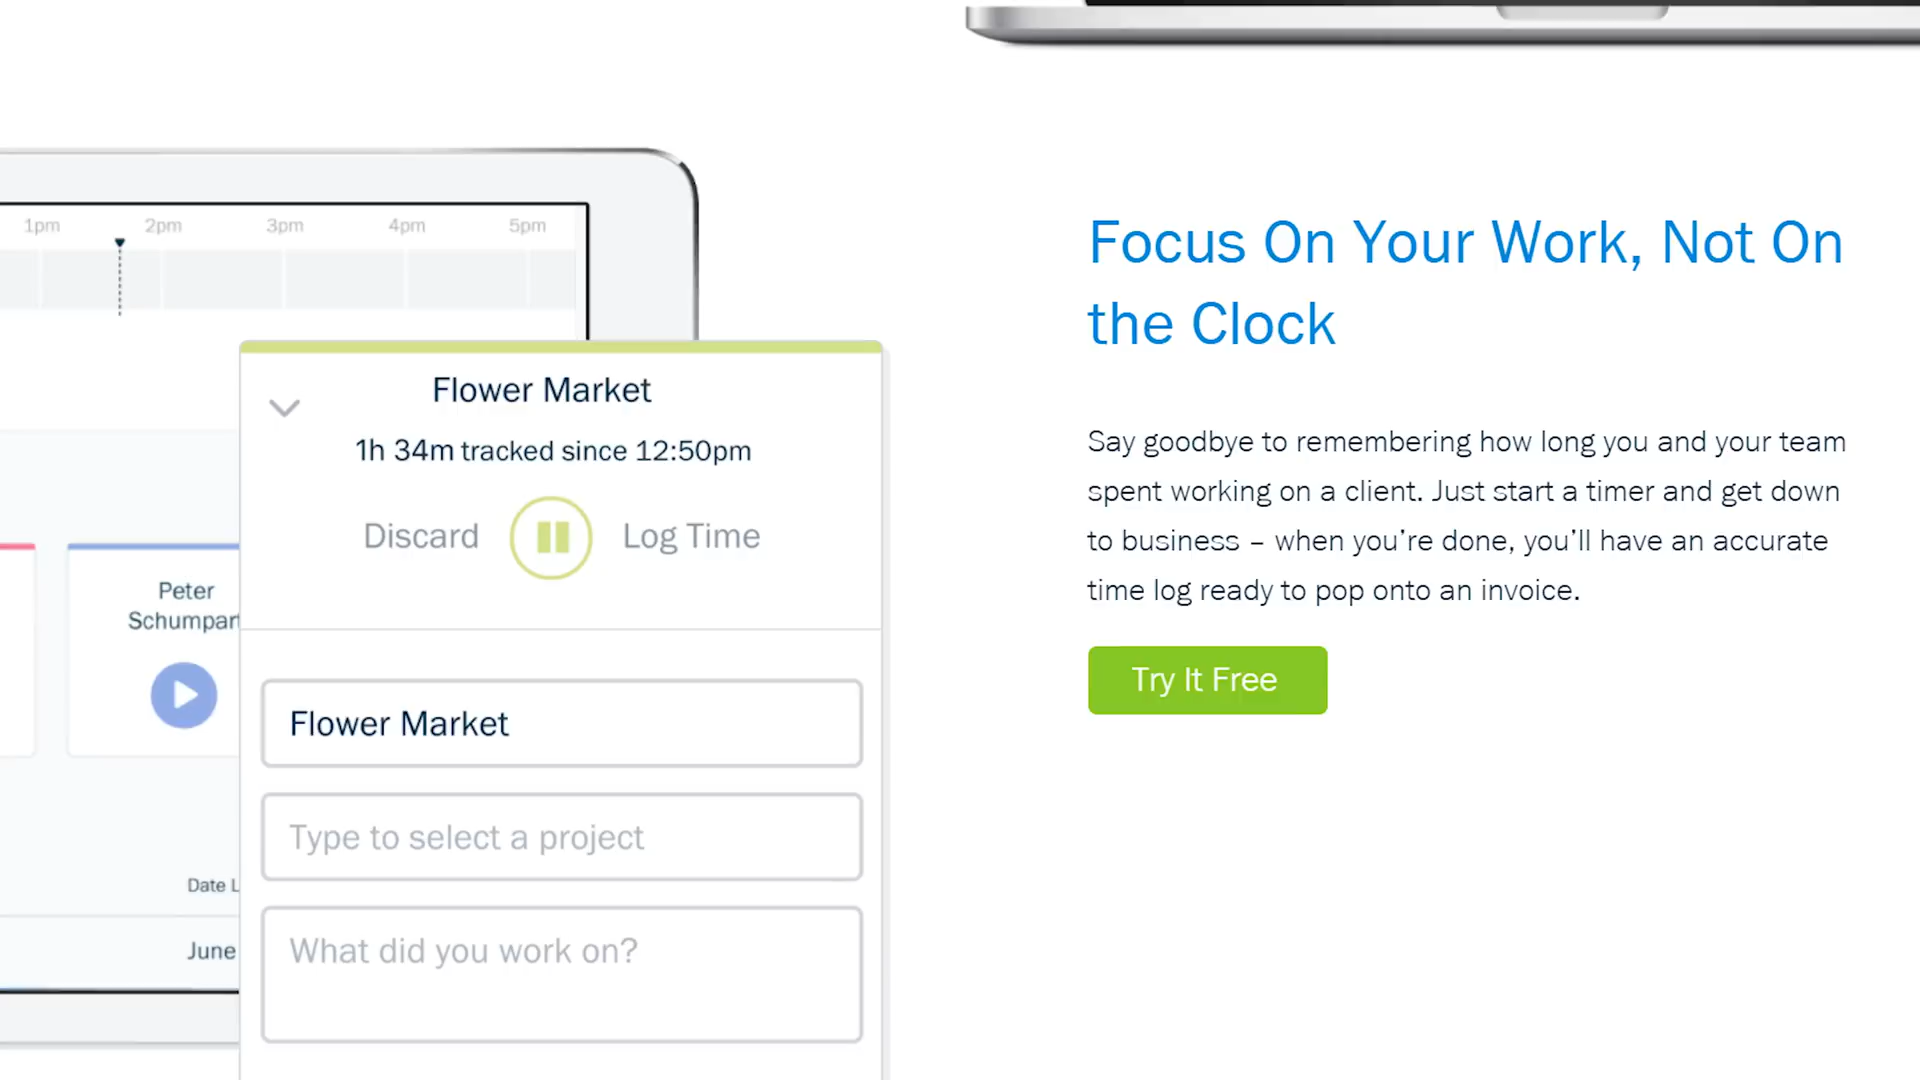 1pm 2pm 3pm 4pm 5pm
Flower Market
1h 34m tracked since 12:50pm
Discard Log Time
Peter
Schumpart
Flower Market
Type to select a project
Date L
June
What did you work on?
Focus On Your Work, Not On
the Clock
Say goodbye to remembering how long you and your team
spent working on a client. Just start a timer and get down
to business – when you’re done, you’ll have an accurate
time log ready to pop onto an invoice.
Try It Free